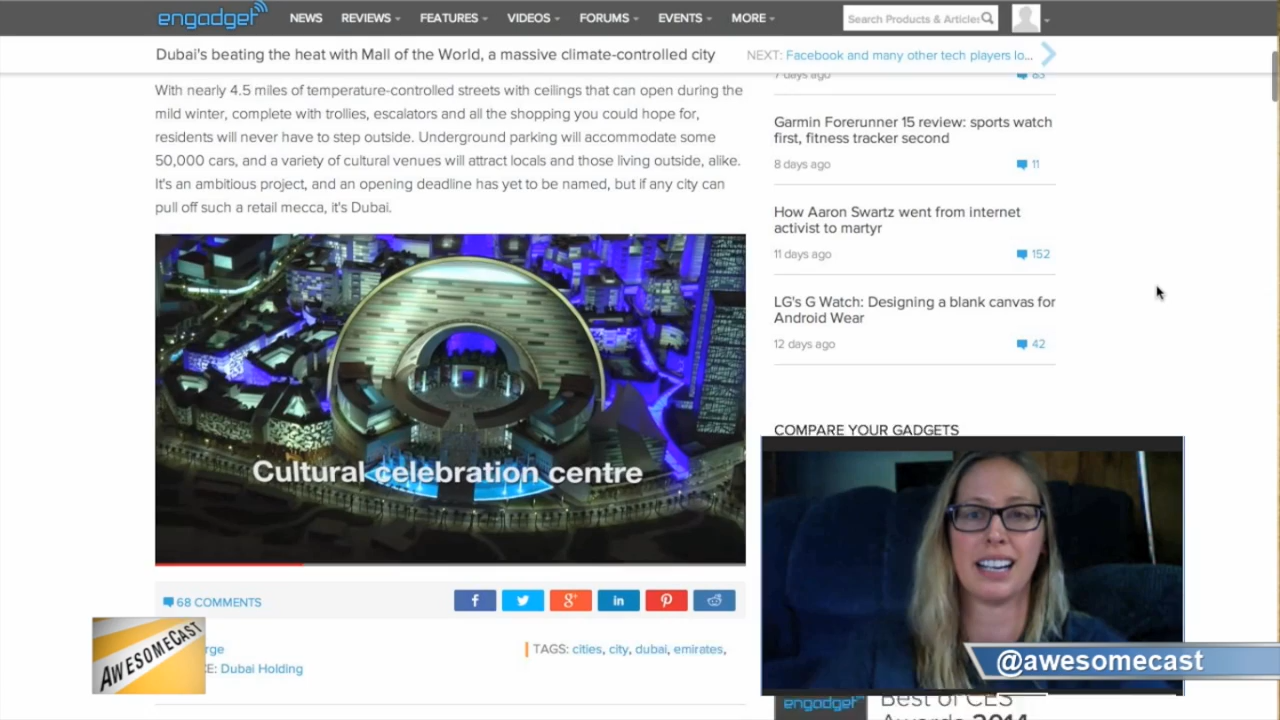 engadget
NEWS REVIEWS FEATURES VIDEOS FORUMS EVENTS MORE
Search Products & Articles
Dubai's beating the heat with Mall of the World, a massive climate-controlled city
NEXT: Facebook and many other tech players lo...
With nearly 4.5 miles of temperature-controlled streets with ceilings that can open during the
mild winter, complete with trollies, escalators and all the shopping you could hope for,
residents will never have to step outside. Underground parking will accommodate some
50,000 cars, and a variety of cultural venues will attract locals and those living outside, alike.
It's an ambitious project, and an opening deadline has yet to be named, but if any city can
pull off such a retail mecca, it's Dubai.
Cultural celebration centre
68 COMMENTS
f g+ in
TAGS: cities, city, dubai, emirates,
Dubai Holding
AWESOMECAST
7 days ago 83
Garmin Forerunner 15 review: sports watch
first, fitness tracker second
8 days ago 11
How Aaron Swartz went from internet
activist to martyr
11 days ago 152
LG's G Watch: Designing a blank canvas for
Android Wear
12 days ago 42
COMPARE YOUR GADGETS
@awesomecast
engadget
Best of CES
Awards 2014